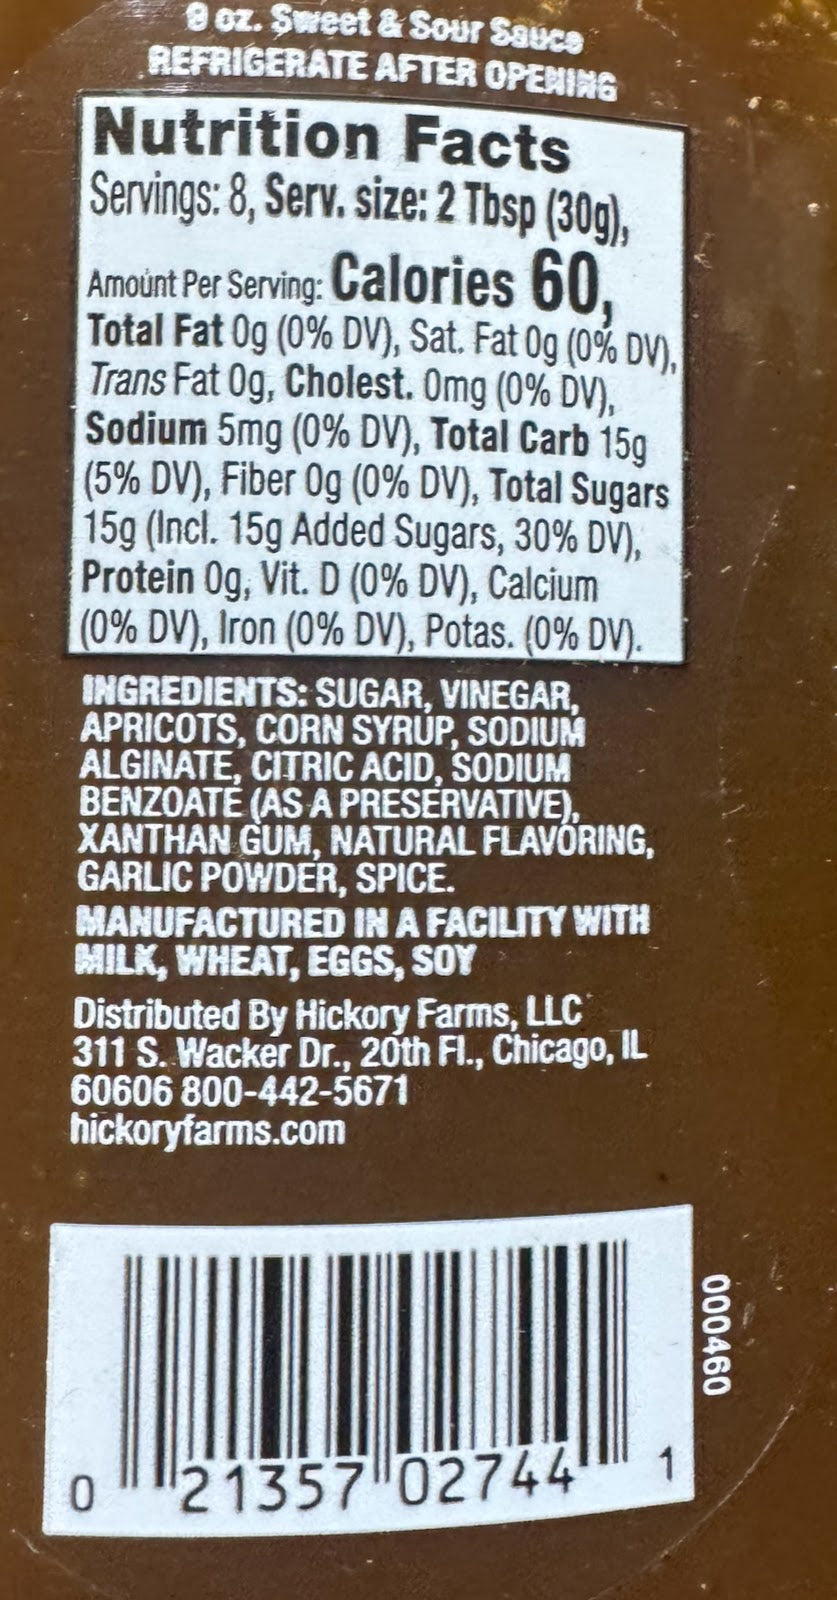 9 oz. Sweet & Sour Sauce
REFRIGERATE AFTER OPENING
Nutrition Facts
Servings: 8, Serv. size: 2 Tbsp (30g),
Amount Per Serving: Calories 60,
Total Fat 0g (0% DV), Sat. Fat 0g (0% DV),
Trans Fat 0g, Cholest. 0mg (0% DV),
Sodium 5mg (0% DV), Total Carb 15g
(5% DV), Fiber 0g (0% DV), Total Sugars
15g (Incl. 15g Added Sugars, 30% DV),
Protein 0g, Vit. D (0% DV), Calcium
(0% DV), Iron (0% DV), Potas. (0% DV).
INGREDIENTS: SUGAR, VINEGAR,
APRICOTS, CORN SYRUP, SODIUM
ALGINATE, CITRIC ACID, SODIUM
BENZOATE (AS A PRESERVATIVE),
XANTHAN GUM, NATURAL FLAVORING,
GARLIC POWDER, SPICE.
MANUFACTURED IN A FACILITY WITH
MILK, WHEAT, EGGS, SOY
Distributed By Hickory Farms, LLC
311 S. Wacker Dr., 20th Fl., Chicago, IL
60606 800-442-5671
hickoryfarms.com
000460
0 21357 02744 1